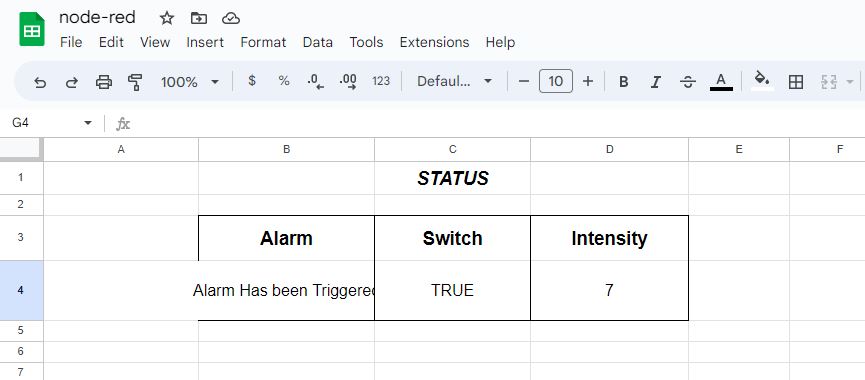 node-red
File Edit View Insert Format Data Tools Extensions Help
100% $ % .0 .00 123 Defaul... 10 B I S A
G4 fx
A B C D E F
1 STATUS
2
3 Alarm Switch Intensity
4 Alarm Has been Triggered TRUE 7
5
6
7